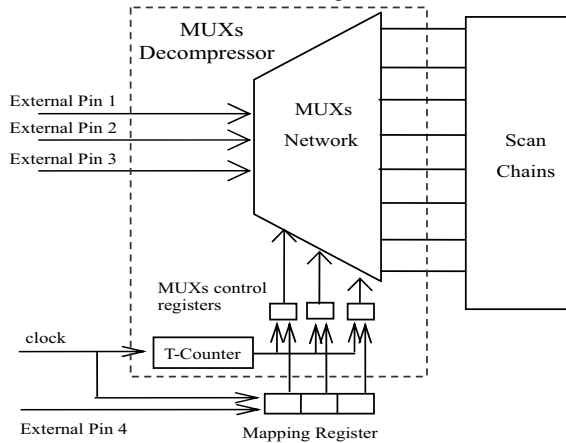 MUXs
Decompressor
External Pin 1
External Pin 2
External Pin 3
MUXs
Network
Scan
Chains
MUXs control
registers
clock
T-Counter
External Pin 4
Mapping Register